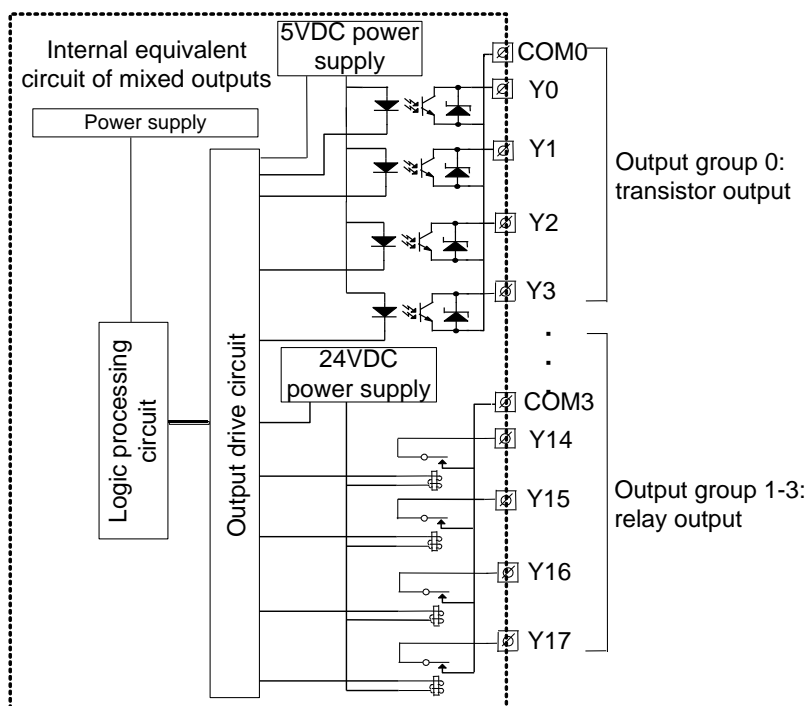 Internal equivalent
circuit of mixed outputs
Power supply
5VDC power
supply
COM0
Y0
Y1
Y2
Y3
Output group 0:
transistor output
Logic processing
circuit
Output drive circuit
24VDC
power supply
COM3
Y14
Y15
Y16
Y17
Output group 1-3:
relay output